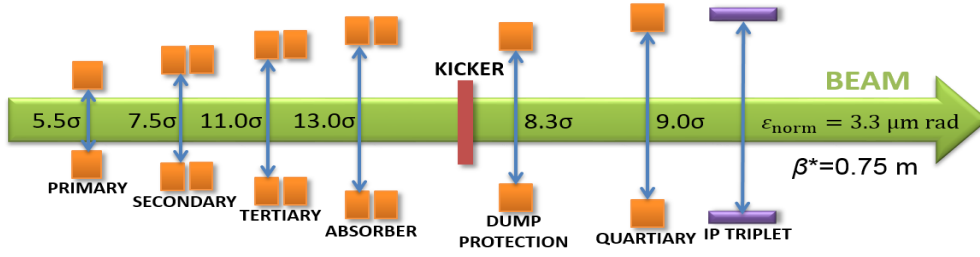 KICKER
BEAM
5.5σ
7.5σ
11.0σ
13.0σ
8.3σ
9.0σ
εnorm = 3.3 μm rad
β*=0.75 m
PRIMARY
SECONDARY
TERTIARY
ABSORBER
DUMP
PROTECTION
QUARTIARY
IP TRIPLET